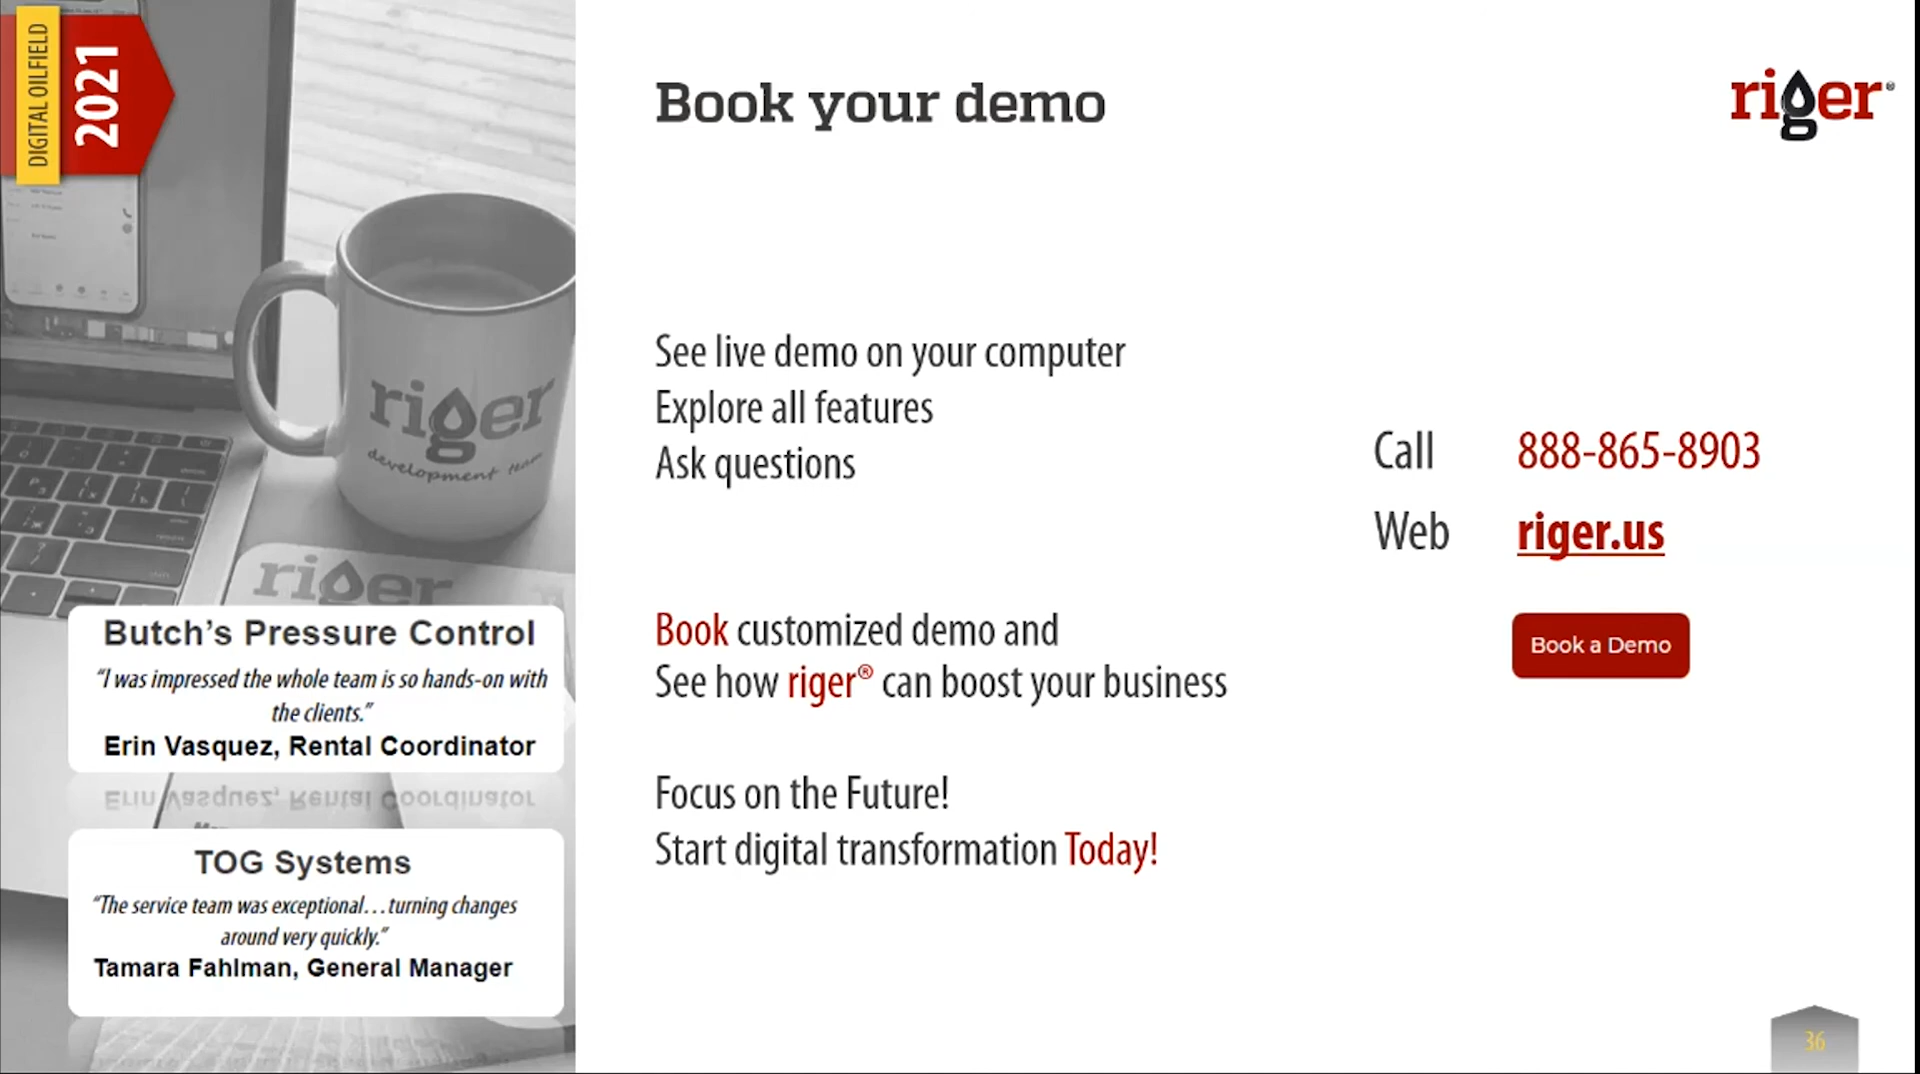 DIGITAL OILFIELD
2021
Book your demo
riger®
riger
development team
riger
See live demo on your computer
Explore all features
Ask questions
Call 888-865-8903
Web riger.us
Book a Demo
Book customized demo and
See how riger® can boost your business
Focus on the Future!
Start digital transformation Today!
Butch’s Pressure Control
“I was impressed the whole team is so hands-on with
the clients.”
Erin Vasquez, Rental Coordinator
TOG Systems
“The service team was exceptional…turning changes
around very quickly.”
Tamara Fahlman, General Manager
36